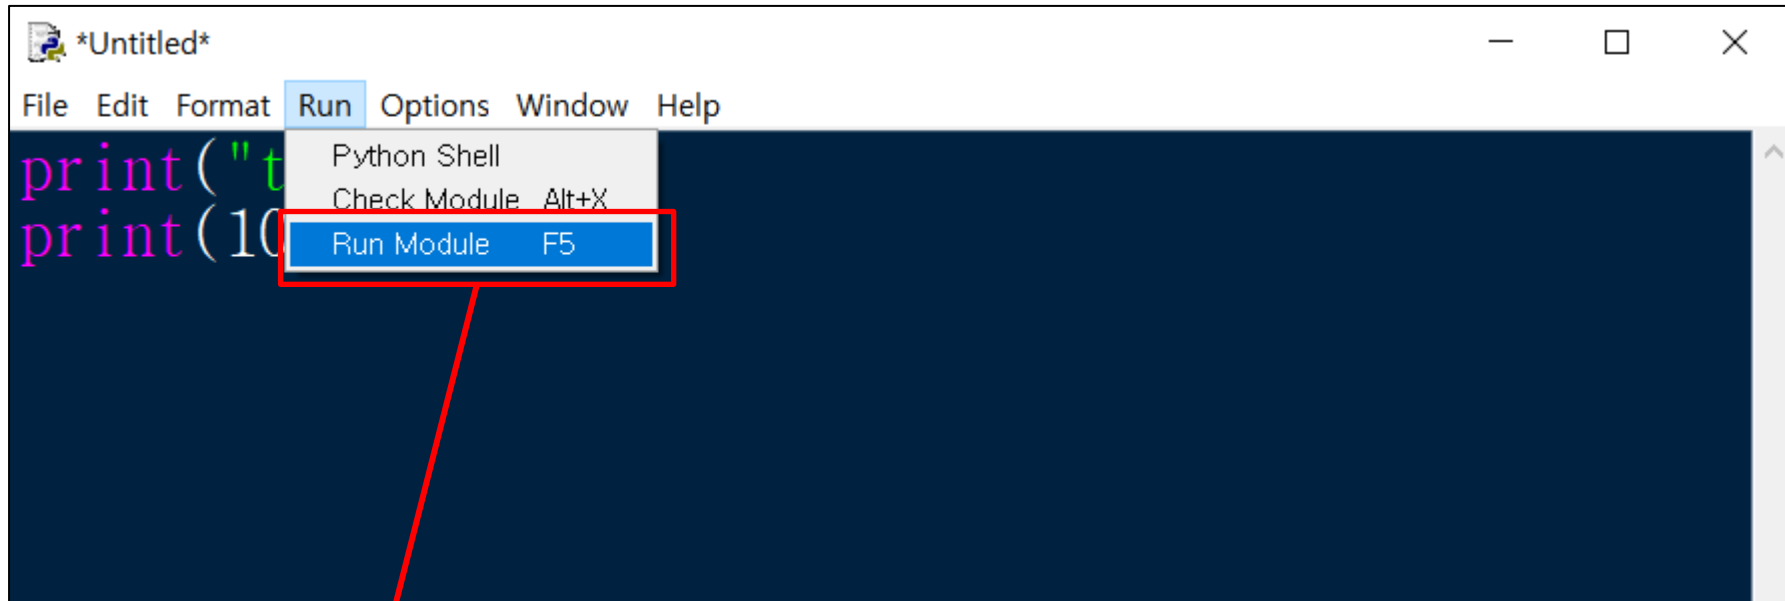 *Untitled*
File Edit Format Run Options Window Help
print("t
print(10
Python Shell
Check Module Alt+X
Run Module F5